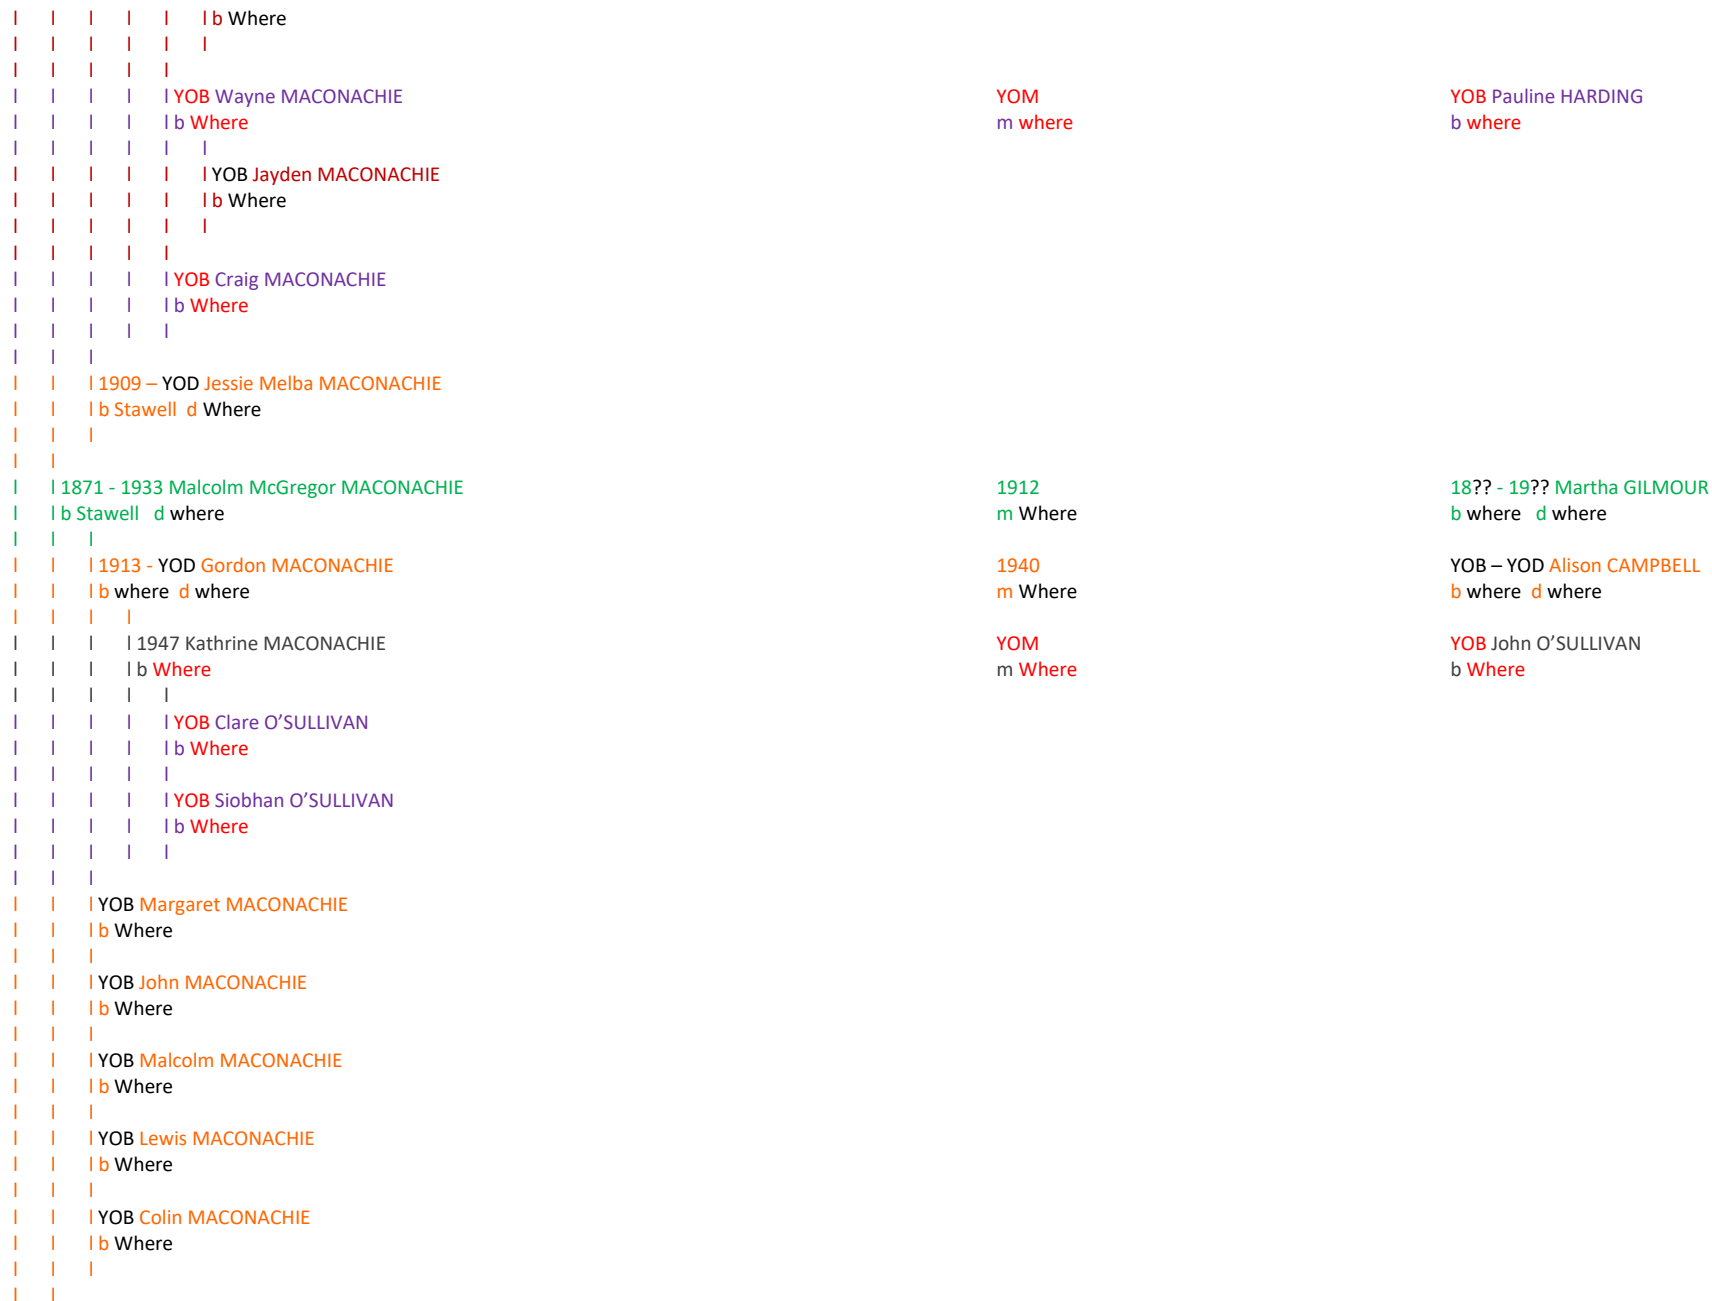 l l l l l l b Where
l l l l l l
l l l l l
l l l l l YOB Wayne MACONACHIE YOM YOB Pauline HARDING
l l l l l b Where m where b where
l l l l l l
l l l l l l YOB Jayden MACONACHIE
l l l l l l b Where
l l l l l l
l l l l l
l l l l l YOB Craig MACONACHIE
l l l l l b Where
l l l l l
l l l
l l l 1909 – YOD Jessie Melba MACONACHIE
l l l b Stawell d Where
l l l
l l
l l 1871 - 1933 Malcolm McGregor MACONACHIE 1912 18?? - 19?? Martha GILMOUR
l l b Stawell d where m Where b where d where
l l l
l l l 1913 - YOD Gordon MACONACHIE 1940 YOB – YOD Alison CAMPBELL
l l l b where d where m Where b where d where
l l l l
l l l l 1947 Kathrine MACONACHIE YOM YOB John O’SULLIVAN
l l l l b Where m Where b Where
l l l l l
l l l l l YOB Clare O’SULLIVAN
l l l l l b Where
l l l l l
l l l l l YOB Siobhan O’SULLIVAN
l l l l l b Where
l l l l l
l l l
l l l YOB Margaret MACONACHIE
l l l b Where
l l l
l l l YOB John MACONACHIE
l l l b Where
l l l
l l l YOB Malcolm MACONACHIE
l l l b Where
l l l
l l l YOB Lewis MACONACHIE
l l l b Where
l l l
l l l YOB Colin MACONACHIE
l l l b Where
l l l
l l